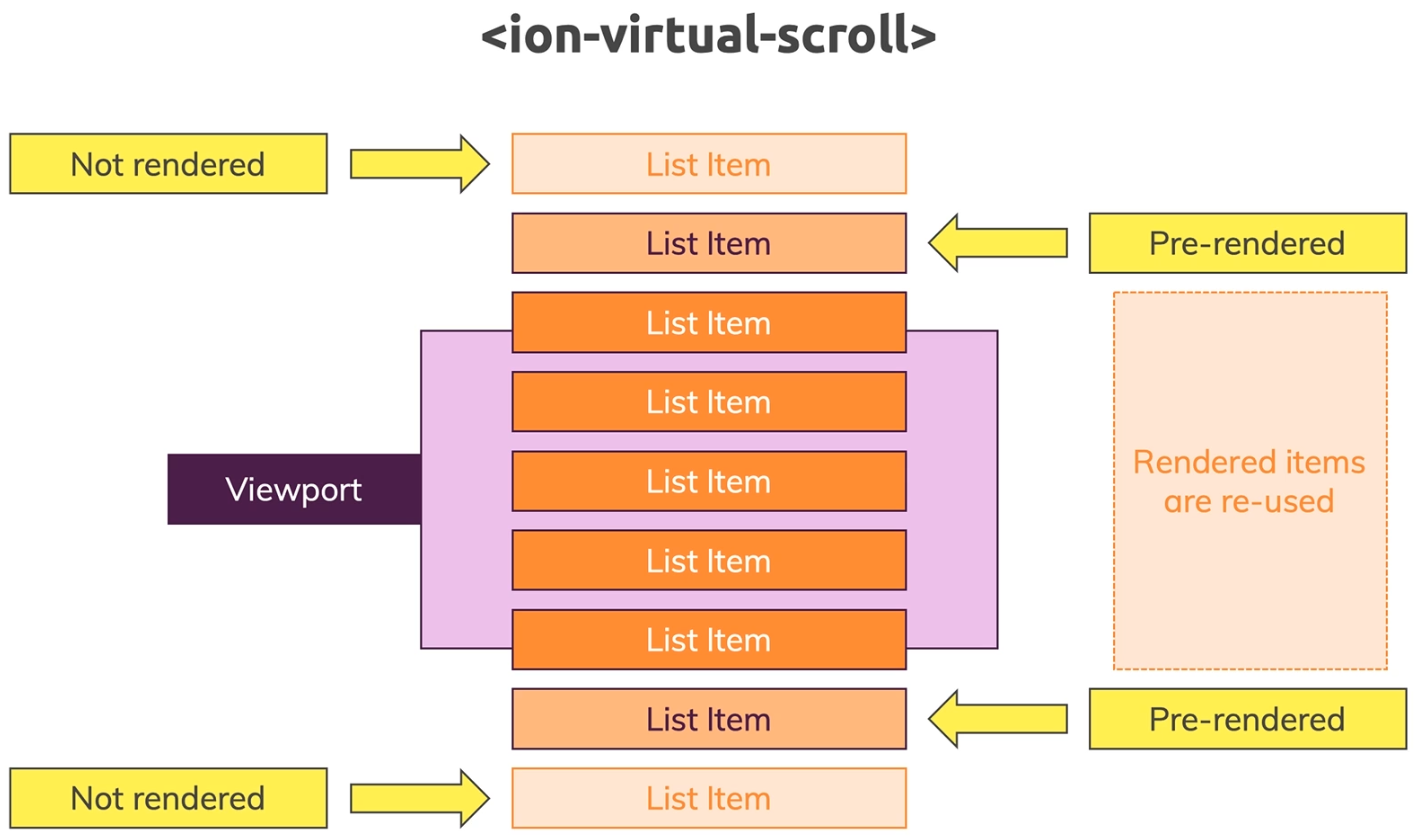 <ion-virtual-scroll>
Not rendered
List Item
List Item
Pre-rendered
List Item
List Item
Viewport
List Item
Rendered items
are re-used
List Item
List Item
List Item
Pre-rendered
Not rendered
List Item